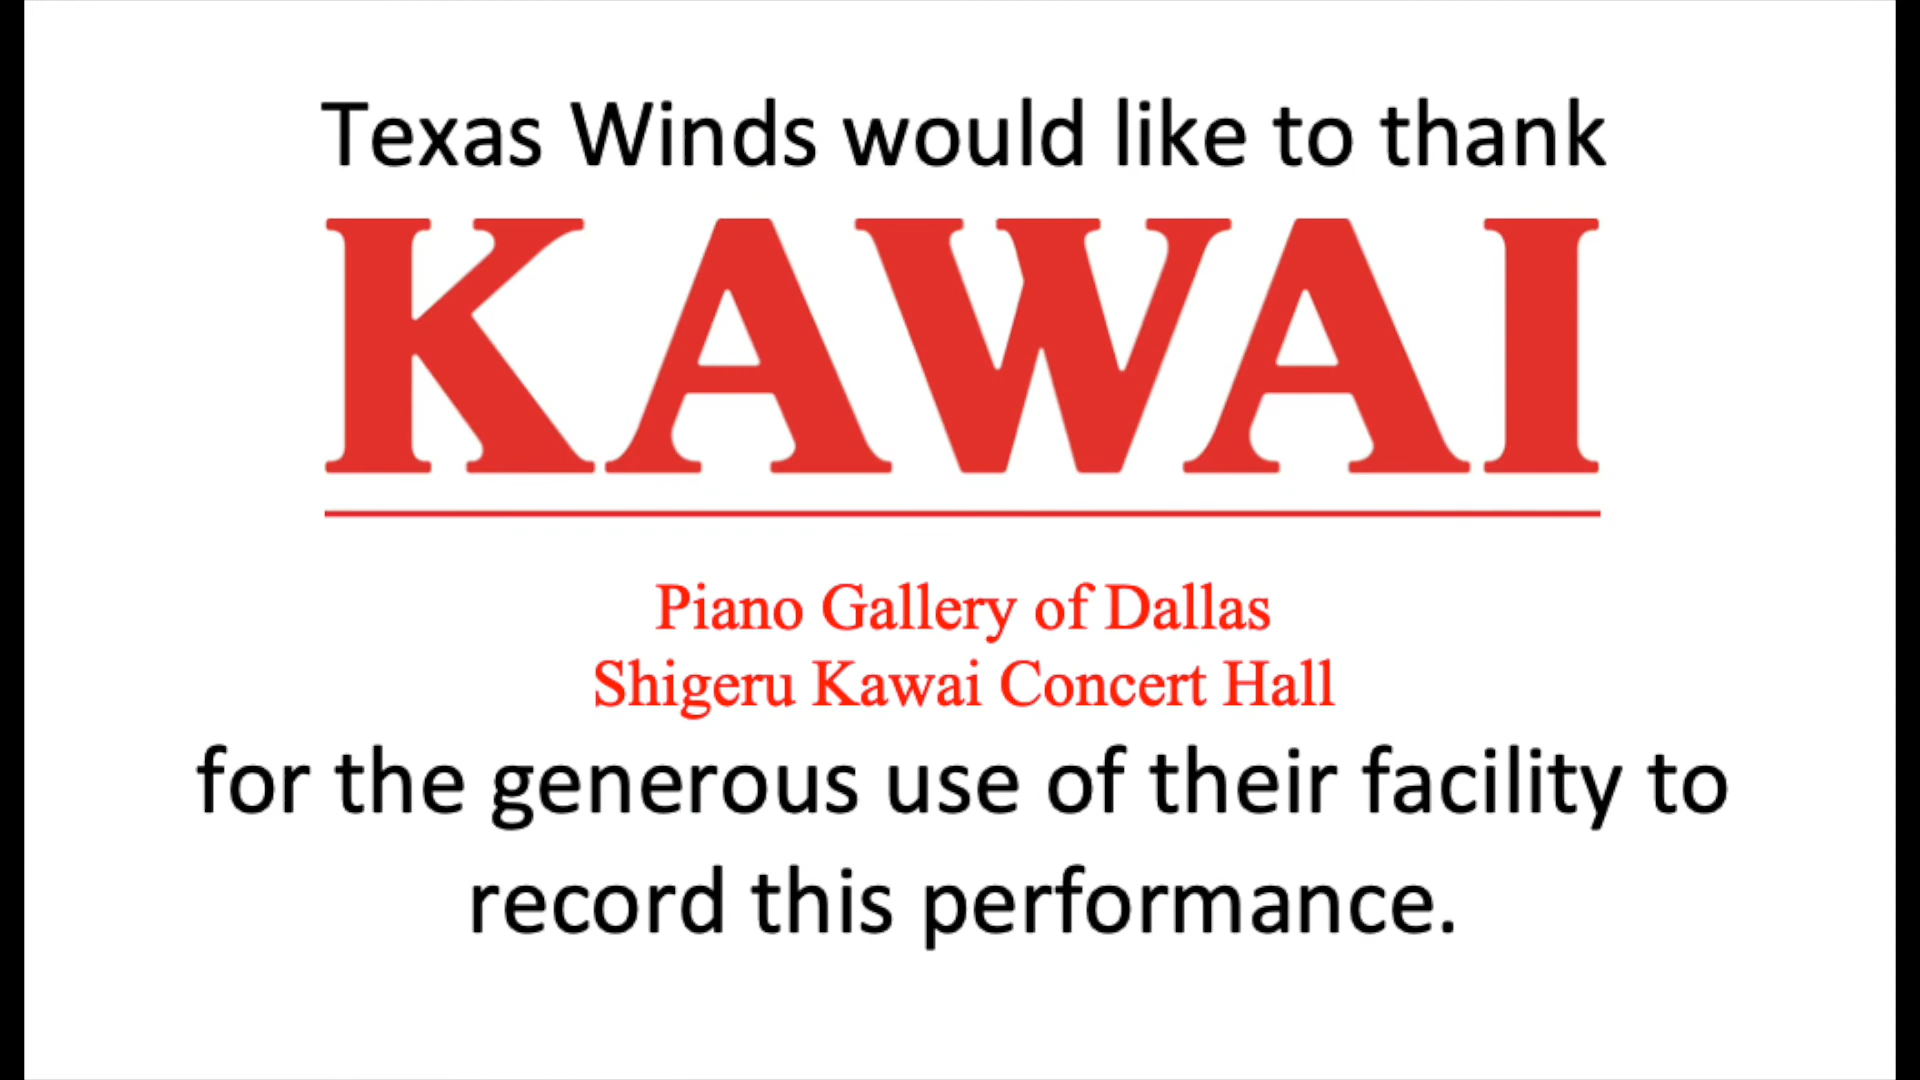 Texas Winds would like to thank
KAWAI
Piano Gallery of Dallas
Shigeru Kawai Concert Hall
for the generous use of their facility to
record this performance.